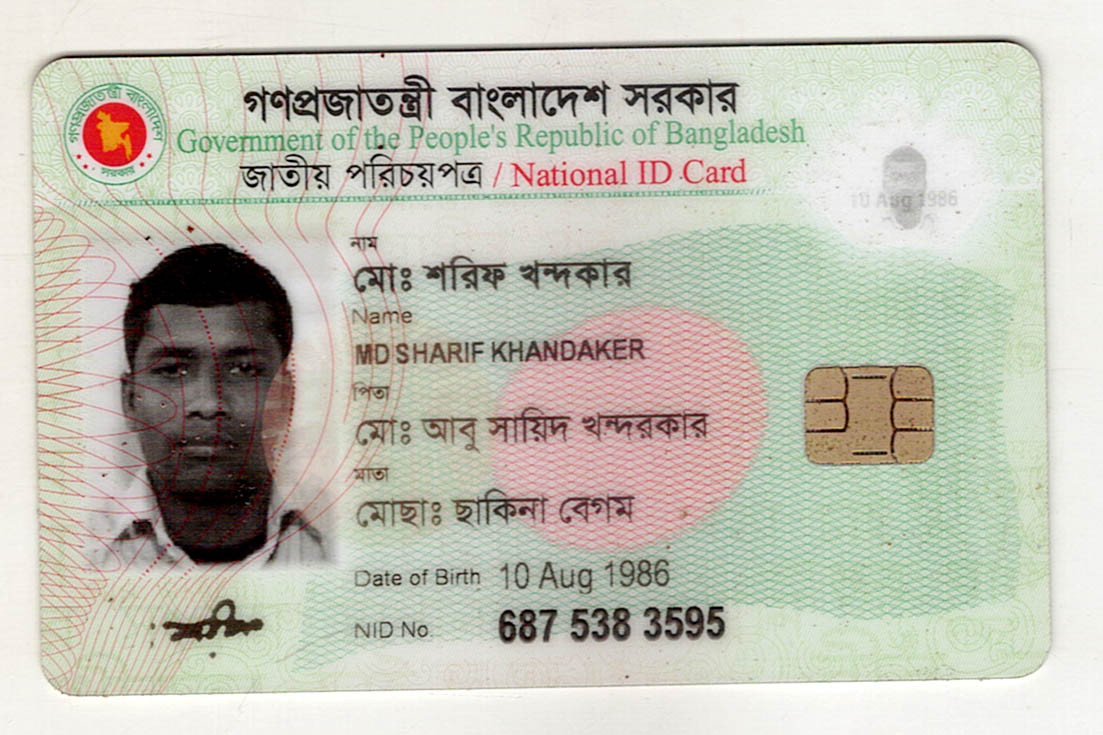 গণপ্রজাতন্ত্রী বাংলাদেশ সরকার
Government of the People's Republic of Bangladesh
জাতীয় পরিচয়পত্র / National ID Card
গণপ্রজাতন্ত্রী বাংলাদেশ
সরকার
10 Aug 1986
নাম
মোঃ শরিফ খন্দকার
Name
MD SHARIF KHANDAKER
পিতা
মোঃ আবু সায়িদ খন্দরকার
মাতা
মোছাঃ ছাকিনা বেগম
Date of Birth 10 Aug 1986
NID No. 687 538 3595